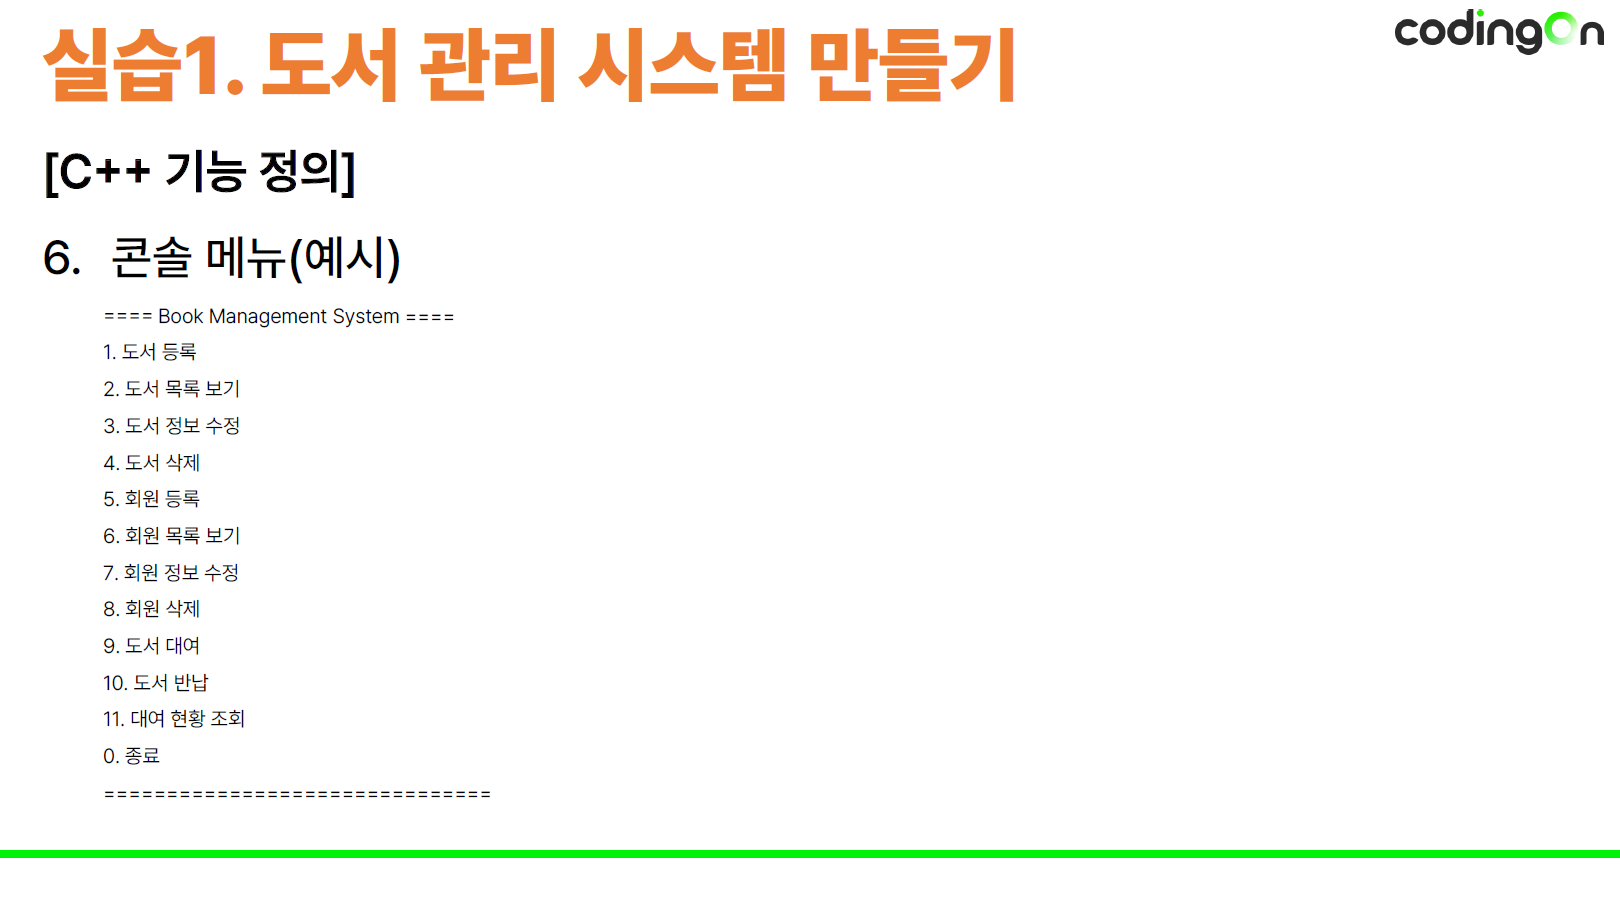 실습1. 도서 관리 시스템 만들기
codingOn
[C++ 기능 정의]
6. 콘솔 메뉴(예시)
==== Book Management System ====
1. 도서 등록
2. 도서 목록 보기
3. 도서 정보 수정
4. 도서 삭제
5. 회원 등록
6. 회원 목록 보기
7. 회원 정보 수정
8. 회원 삭제
9. 도서 대여
10. 도서 반납
11. 대여 현황 조회
0. 종료
===============================